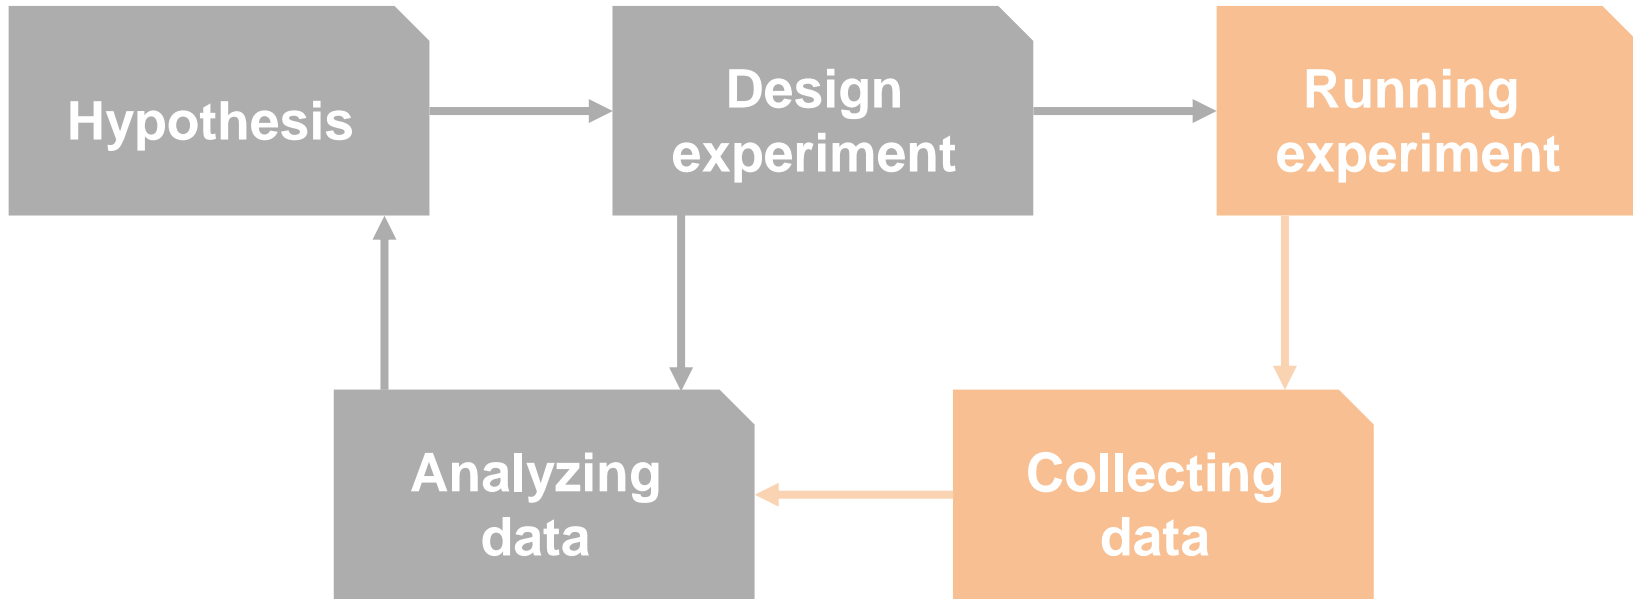 Hypothesis
Design
experiment
Running
experiment
Analyzing
data
Collecting
data